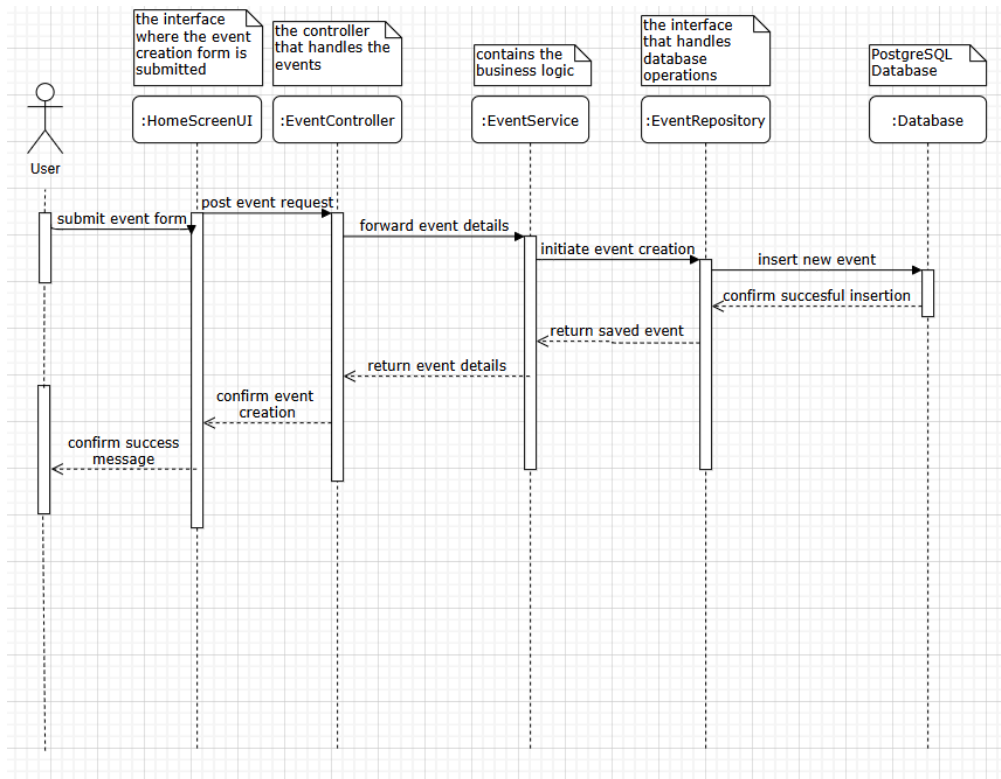 the interface
where the event
creation form is
submitted
the controller
that handles the
events
contains the
business logic
the interface
that handles
database
operations
PostgreSQL
Database
:HomeScreenUI
:EventController
:EventService
:EventRepository
:Database
User
submit event form
post event request
forward event details
initiate event creation
insert new event
confirm succesful insertion
return saved event
return event details
confirm event
creation
confirm success
message